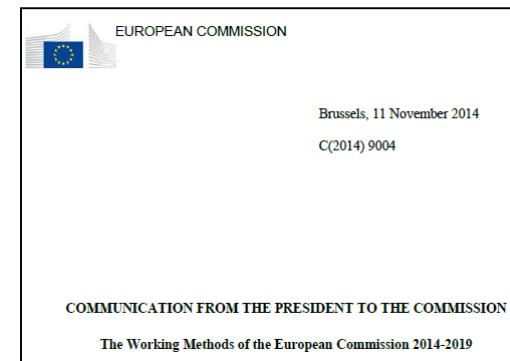 EUROPEAN COMMISSION
Brussels, 11 November 2014
C(2014) 9004
COMMUNICATION FROM THE PRESIDENT TO THE COMMISSION
The Working Methods of the European Commission 2014-2019